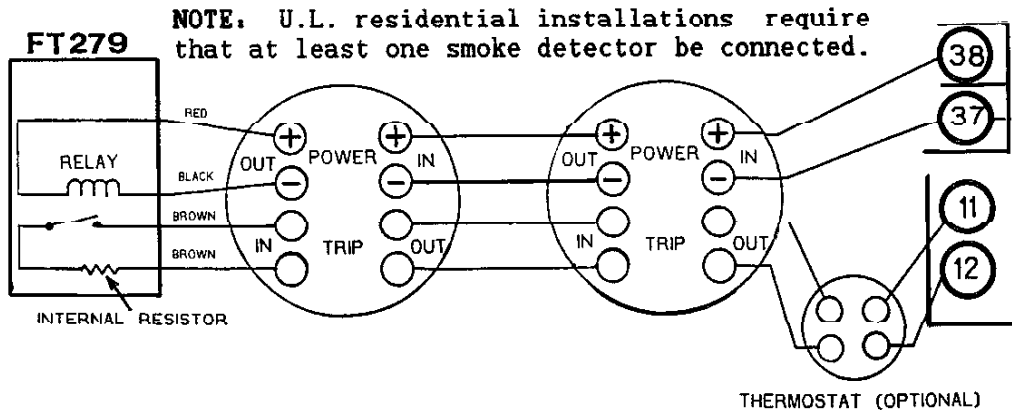 NOTE: U.L. residential installations require
that at least one smoke detector be connected.
FT279
RED
RELAY
BLACK
BROWN
BROWN
INTERNAL RESISTOR
+
+
OUT
POWER
IN
-
-
IN
TRIP
OUT
+
+
OUT
POWER
IN
-
-
IN
TRIP
OUT
38
37
11
12
THERMOSTAT (OPTIONAL)